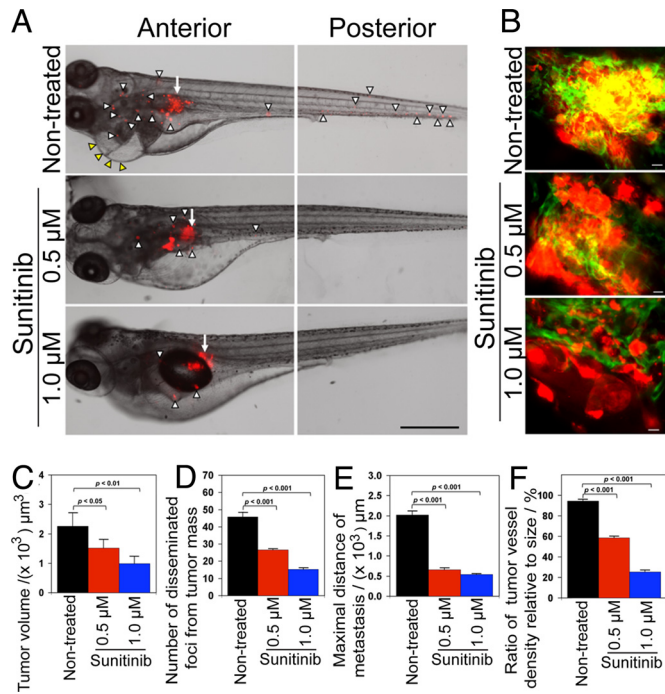 A
Anterior
Posterior
B
Non-treated
Non-treated
Sunitinib
0.5 µM
1.0 µM
Sunitinib
0.5 µM
1.0 µM
C
Tumor volume /(x 10³) µm³
4
3
2
1
0
p < 0.01
p < 0.05
Non-treated
0.5 µM
1.0 µM
Sunitinib
D
Number of disseminated
foci from tumor mass
60
50
40
30
20
10
0
p < 0.001
p < 0.001
Non-treated
0.5 µM
1.0 µM
Sunitinib
E
Maximal distance of
metastasis / (x 10³) µm
3.0
2.5
2.0
1.5
1.0
0.5
0.0
p < 0.001
p < 0.001
Non-treated
0.5 µM
1.0 µM
Sunitinib
F
Ratio of tumor vessel
density relative to size / %
120
100
80
60
40
20
0
p < 0.001
p < 0.001
Non-treated
0.5 µM
1.0 µM
Sunitinib